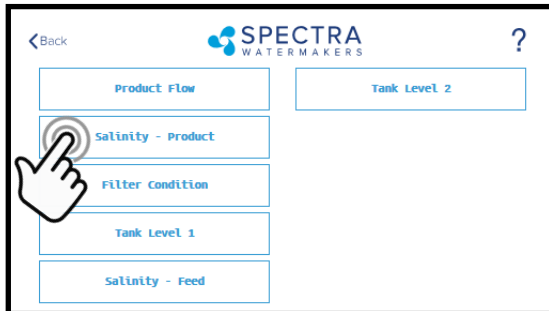 Back
SPECTRA
WATERMAKERS
?
Product Flow
Tank Level 2
Salinity - Product
Filter Condition
Tank Level 1
Salinity - Feed